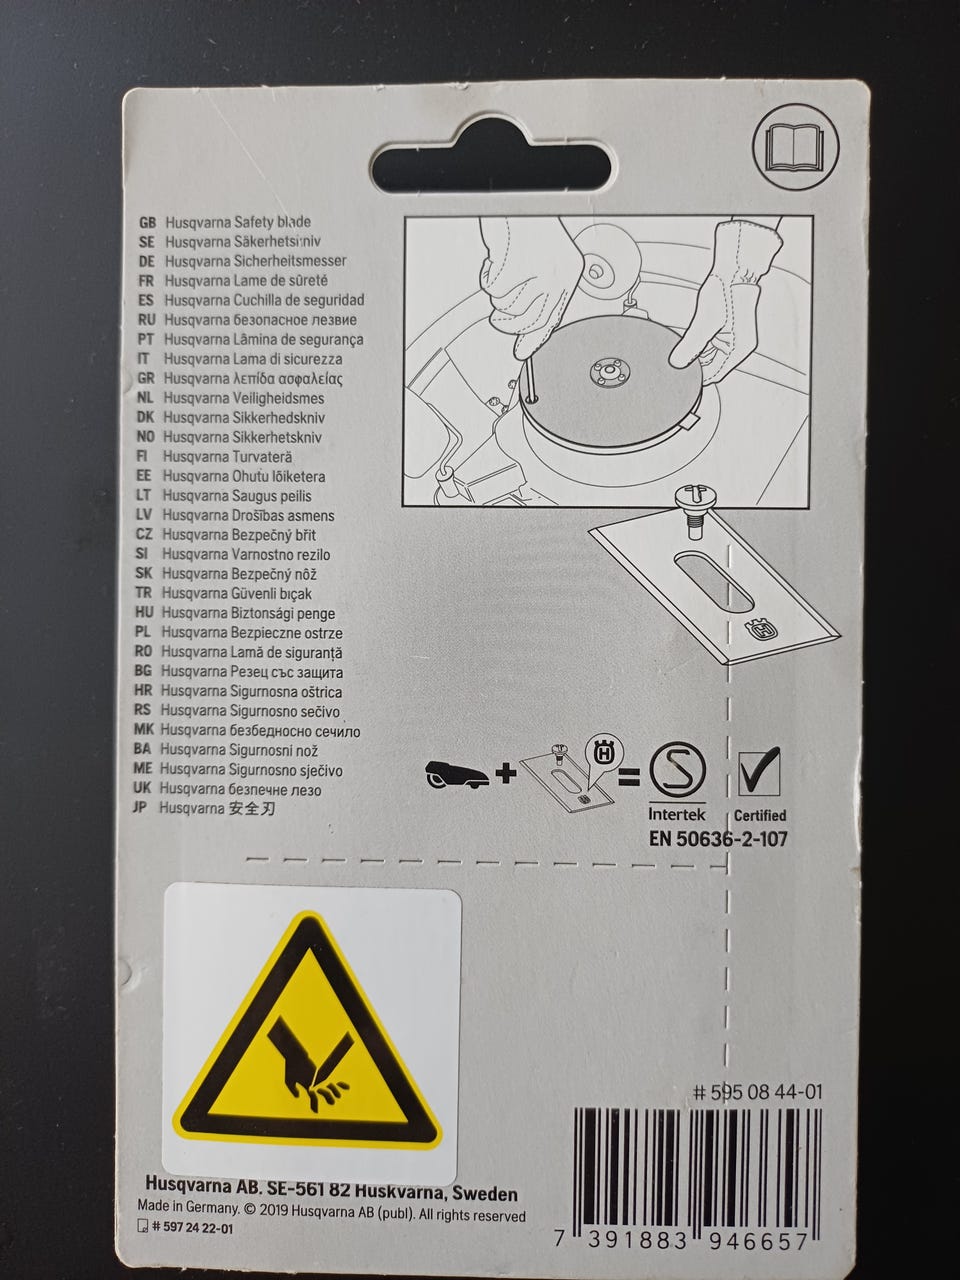 GB Husqvarna Safety blade
SE Husqvarna Säkerhetskniv
DE Husqvarna Sicherheitsmesser
FR Husqvarna Lame de sûreté
ES Husqvarna Cuchilla de seguridad
RU Husqvarna безопасное лезвие
PT Husqvarna Lâmina de segurança
IT Husqvarna Lama di sicurezza
GR Husqvarna λεπίδα ασφαλείας
NL Husqvarna Veiligheidsmes
DK Husqvarna Sikkerhedskniv
NO Husqvarna Sikkerhetskniv
FI Husqvarna Turvaterä
EE Husqvarna Ohutu lõiketera
LT Husqvarna Saugus peilis
LV Husqvarna Drošības asmens
CZ Husqvarna Bezpečný břit
SI Husqvarna Varnostno rezilo
SK Husqvarna Bezpečný nôž
TR Husqvarna Güvenli bıçak
HU Husqvarna Biztonsági penge
PL Husqvarna Bezpieczne ostrze
RO Husqvarna Lamă de siguranță
BG Husqvarna Резец със защита
HR Husqvarna Sigurnosna oštrica
RS Husqvarna Sigurnosno sečivo
MK Husqvarna безбедносно сечило
BA Husqvarna Sigurnosni nož
ME Husqvarna Sigurnosno sječivo
UK Husqvarna безпечне лезо
JP Husqvarna 安全刃
Intertek Certified
EN 50636-2-107
# 595 08 44-01
7 391883 946657
Husqvarna AB. SE-561 82 Huskvarna, Sweden
Made in Germany. © 2019 Husqvarna AB (publ). All rights reserved
# 597 24 22-01